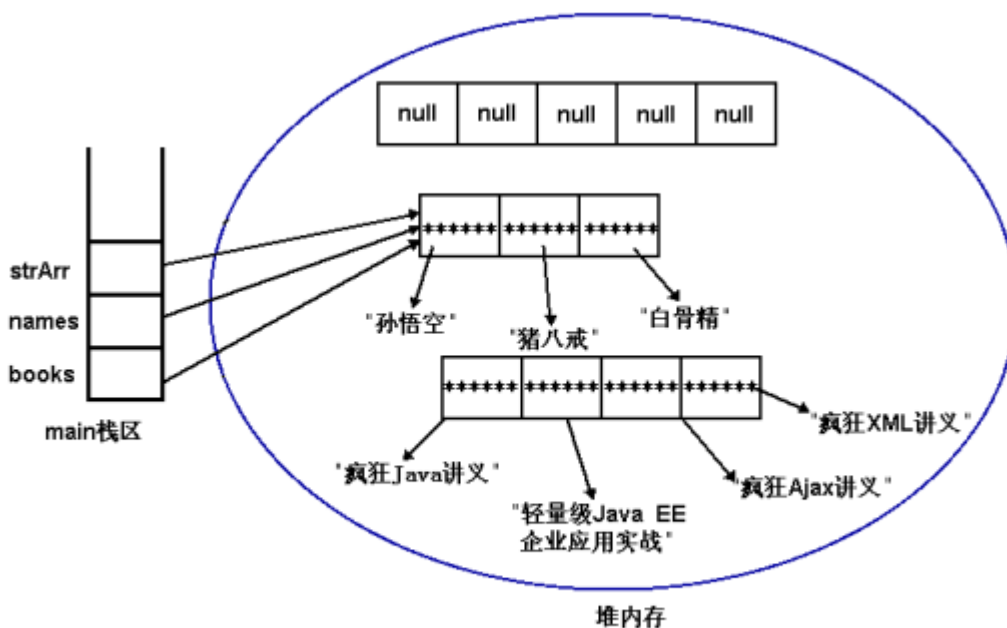 null null null null null
strArr
****** ****** ******
names
"孙悟空"
"猪八戒"
"白骨精"
books
****** ****** ****** ******
main栈区
"疯狂XML讲义"
"疯狂Java讲义"
"疯狂Ajax讲义"
"轻量级Java EE
企业应用实战"
堆内存